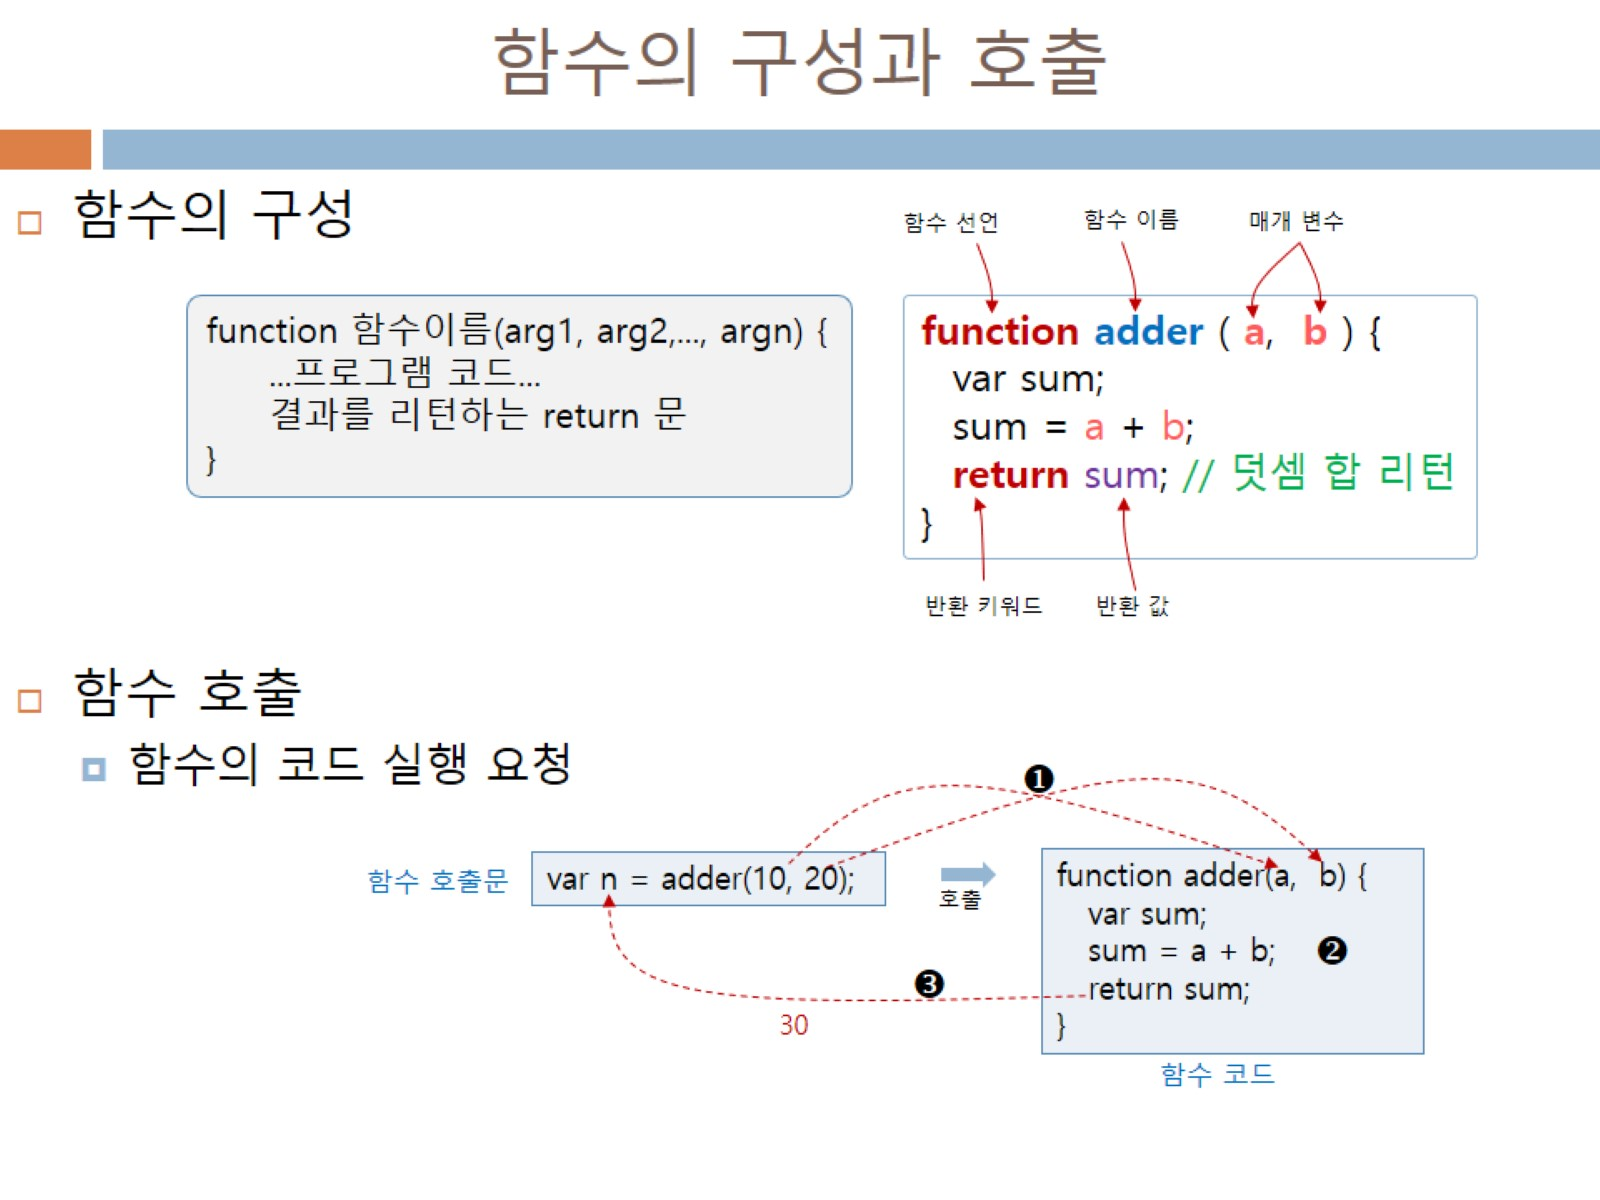 함수의 구성과 호출
함수의 구성
function 함수이름(arg1, arg2,..., argn) {
...프로그램 코드...
결과를 리턴하는 return 문
}
함수 선언 함수 이름 매개 변수
function adder ( a, b ) {
var sum;
sum = a + b;
return sum; // 덧셈 합 리턴
}
반환 키워드 반환 값
함수 호출
함수의 코드 실행 요청
❶
함수 호출문
var n = adder(10, 20);
호출
function adder(a, b) {
var sum;
sum = a + b; ❷
return sum;
}
❸
30
함수 코드